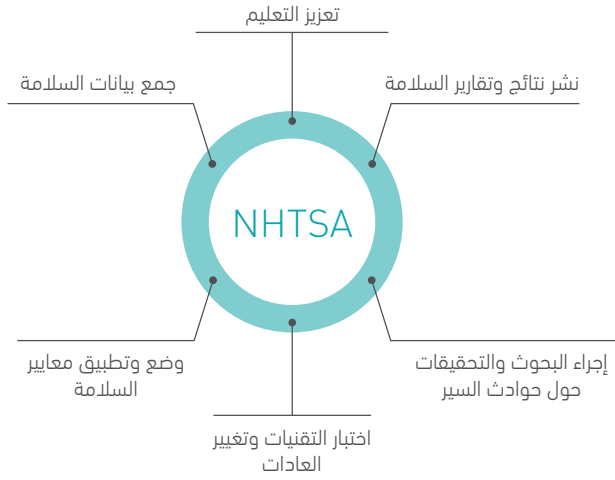 تعزيز التعليم
نشر نتائج وتقارير السلامة
جمع بيانات السلامة
NHTSA
إجراء البحوث والتحقيقات
حول حوادث السير
وضع وتطبيق معايير
السلامة
اختبار التقنيات وتغيير
العادات